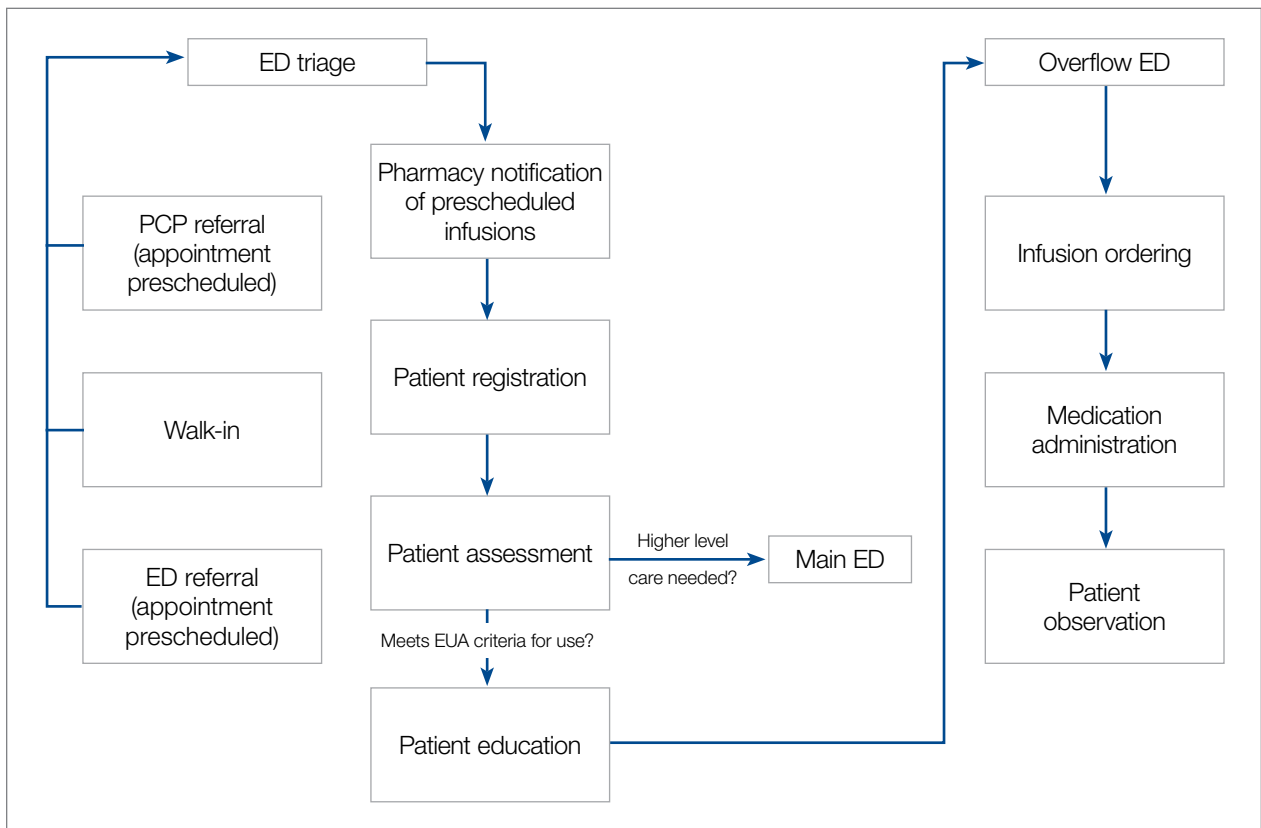 ED triage
PCP referral
(appointment
prescheduled)
Walk-in
ED referral
(appointment
prescheduled)
Pharmacy notification
of prescheduled
infusions
Patient registration
Patient assessment
Higher level
care needed?
Main ED
Meets EUA criteria for use?
Patient education
Overflow ED
Infusion ordering
Medication
administration
Patient
observation